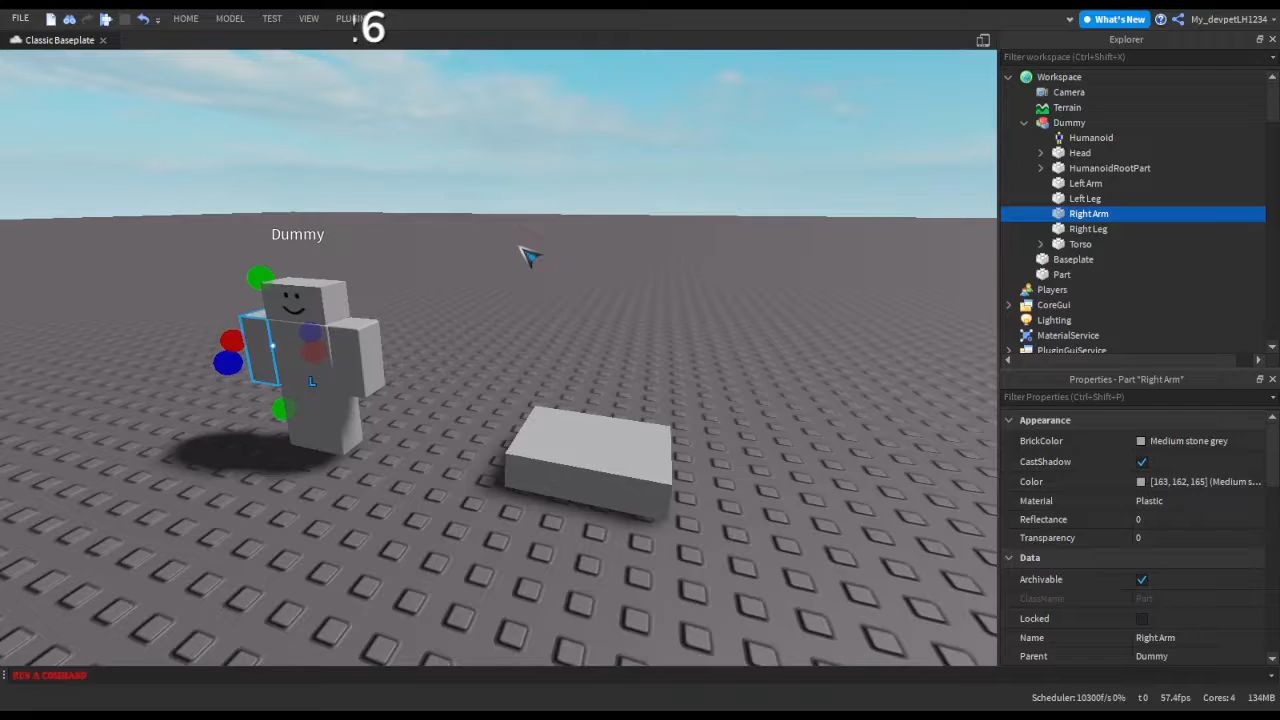 FILE
HOME
MODEL
TEST
VIEW
6
What's New
My_devpetLH1234
Classic Baseplate
Explorer
Filter workspace (Ctrl+Shift+X)
Workspace
Camera
Terrain
Dummy
Humanoid
Head
HumanoidRootPart
Left Arm
Left Leg
Right Arm
Right Leg
Torso
Baseplate
Part
Players
CoreGui
Lighting
MaterialService
PluginGuiService
Dummy
L
Properties - Part "Right Arm"
Filter Properties (Ctrl+Shift+P)
Appearance
BrickColor Medium stone grey
CastShadow
Color [163, 162, 165] (Medium s...
Material Plastic
Reflectance 0
Transparency 0
Data
Archivable
ClassName Part
Locked
Name Right Arm
Parent Dummy
RUN A COMMAND
Scheduler: 10300f/s 0% t 0 57.4fps Cores: 4 134MB